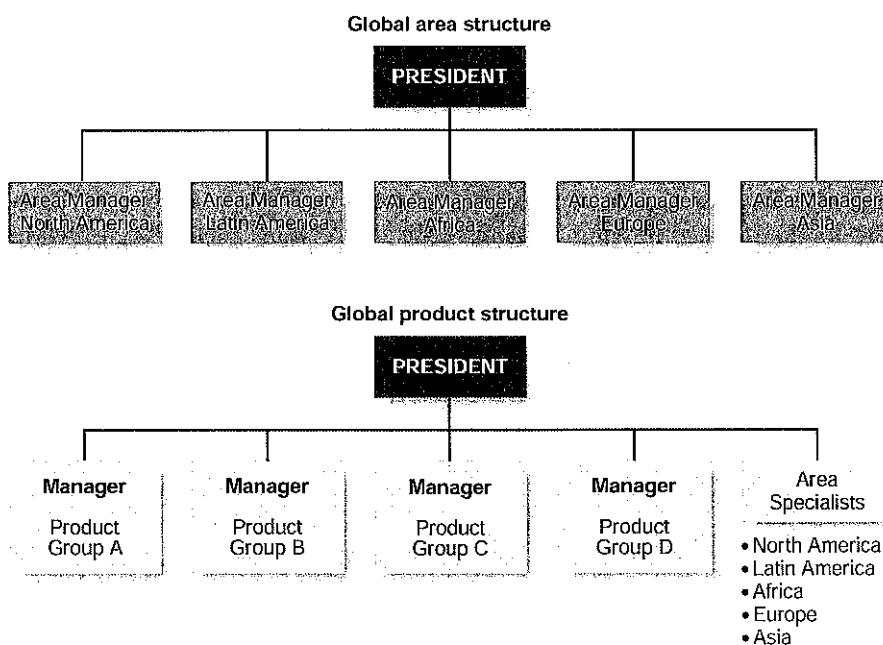 Global area structure
PRESIDENT
Area Manager
North America
Area Manager
Latin America
Area Manager
Africa
Area Manager
Europe
Area Manager
Asia
Global product structure
PRESIDENT
Manager
Product
Group A
Manager
Product
Group B
Manager
Product
Group C
Manager
Product
Group D
Area
Specialists
• North America
• Latin America
• Africa
• Europe
• Asia